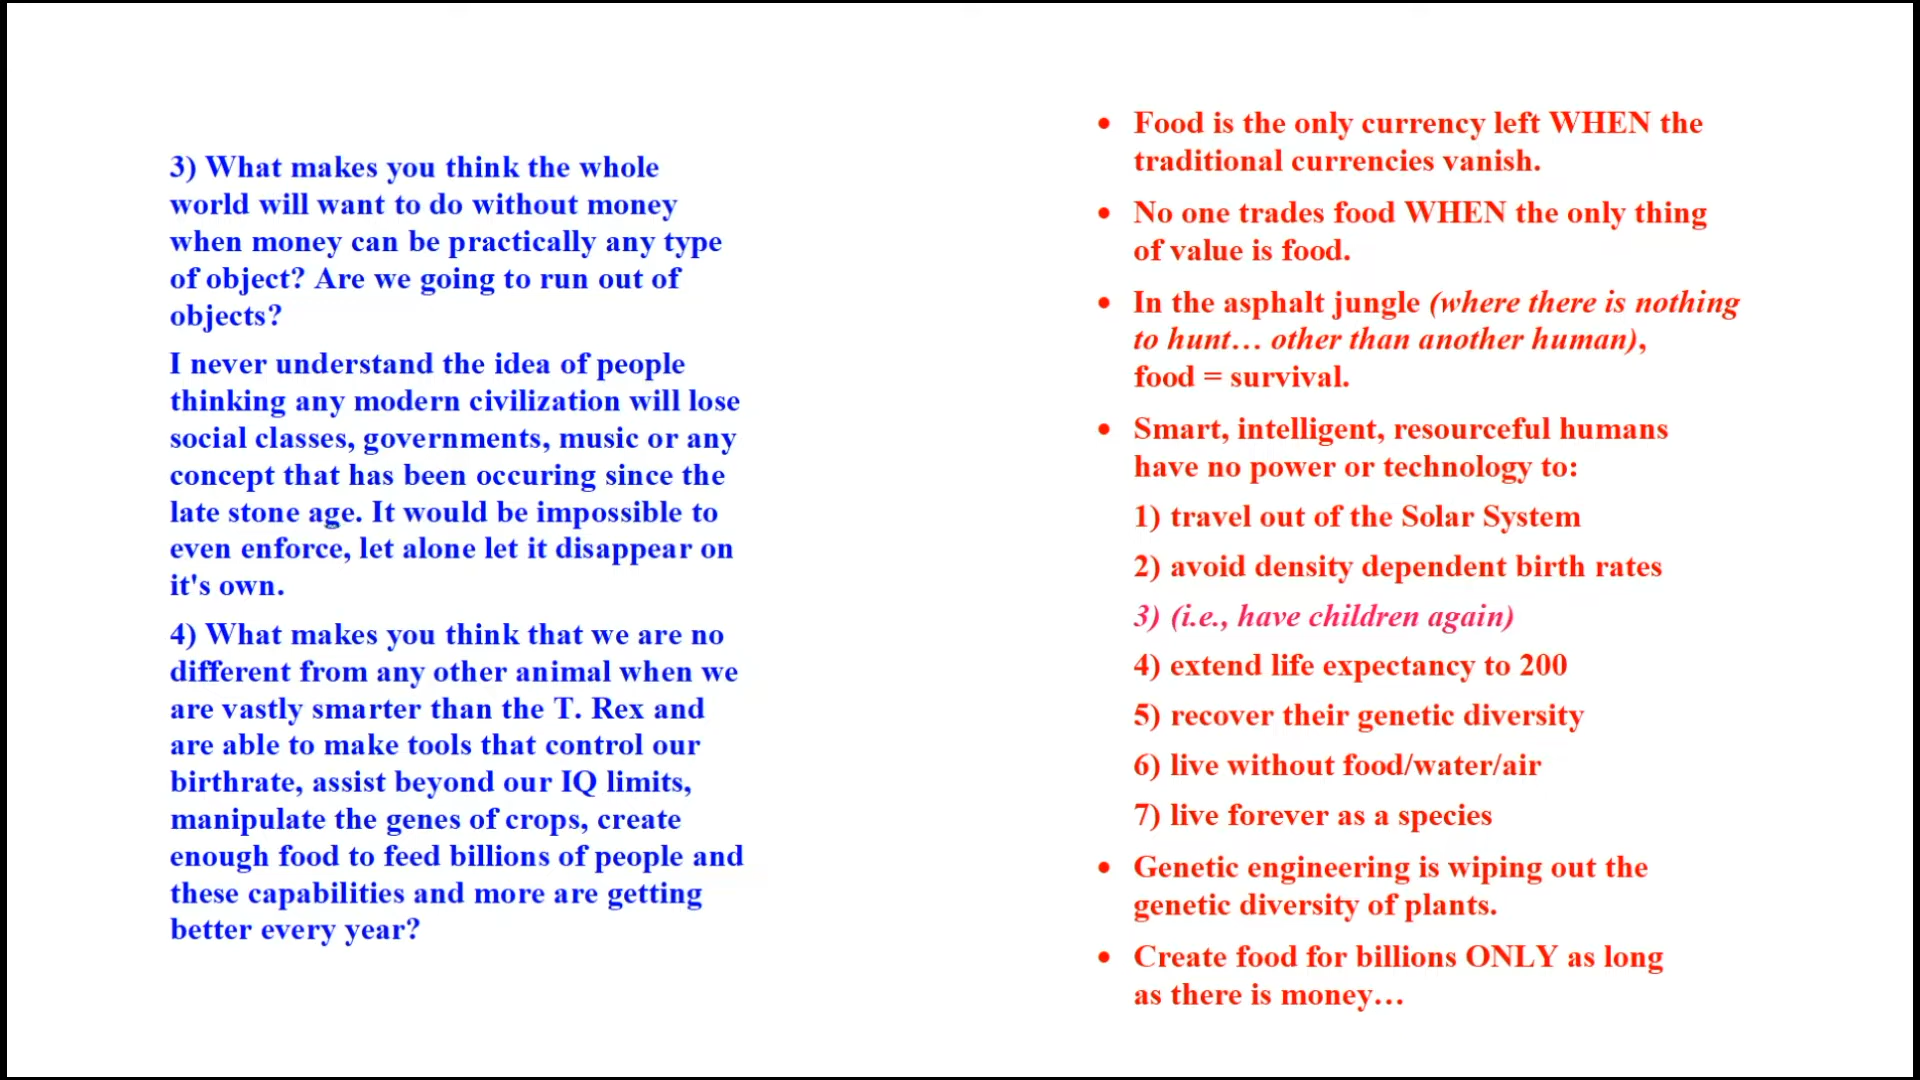 3) What makes you think the whole
world will want to do without money
when money can be practically any type
of object? Are we going to run out of
objects?
I never understand the idea of people
thinking any modern civilization will lose
social classes, governments, music or any
concept that has been occuring since the
late stone age. It would be impossible to
even enforce, let alone let it disappear on
it's own.
4) What makes you think that we are no
different from any other animal when we
are vastly smarter than the T. Rex and
are able to make tools that control our
birthrate, assist beyond our IQ limits,
manipulate the genes of crops, create
enough food to feed billions of people and
these capabilities and more are getting
better every year?
• Food is the only currency left WHEN the
traditional currencies vanish.
• No one trades food WHEN the only thing
of value is food.
• In the asphalt jungle (where there is nothing
to hunt… other than another human),
food = survival.
• Smart, intelligent, resourceful humans
have no power or technology to:
1) travel out of the Solar System
2) avoid density dependent birth rates
3) (i.e., have children again)
4) extend life expectancy to 200
5) recover their genetic diversity
6) live without food/water/air
7) live forever as a species
• Genetic engineering is wiping out the
genetic diversity of plants.
• Create food for billions ONLY as long
as there is money…